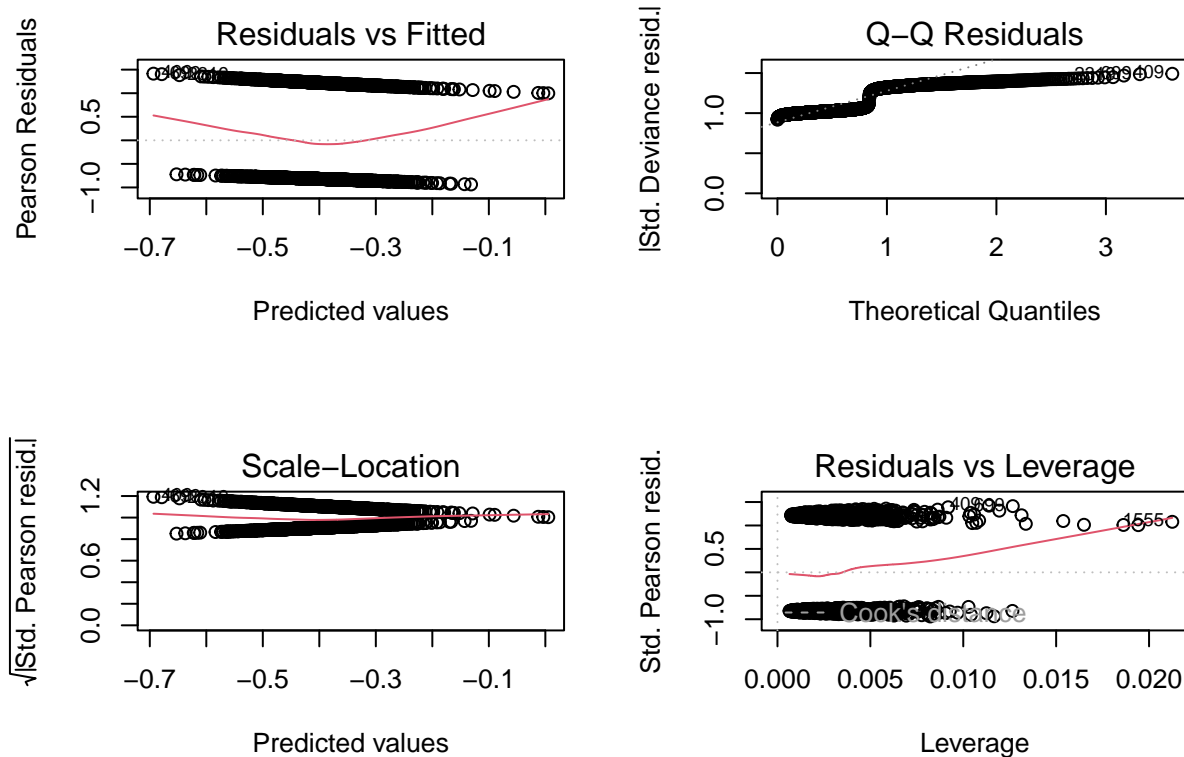 Residuals vs Fitted
Pearson Residuals
0.5
−1.0
409
−0.7
−0.5
−0.3
−0.1
Predicted values
Q−Q Residuals
|Std. Deviance resid.|
1.0
0.0
409
0
1
2
3
Theoretical Quantiles
Scale−Location
√|Std. Pearson resid.|
1.2
0.6
0.0
−0.7
−0.5
−0.3
−0.1
Predicted values
Residuals vs Leverage
Std. Pearson resid.
0.5
−1.0
409
1555
Cook's distance
0.000
0.005
0.010
0.015
0.020
Leverage